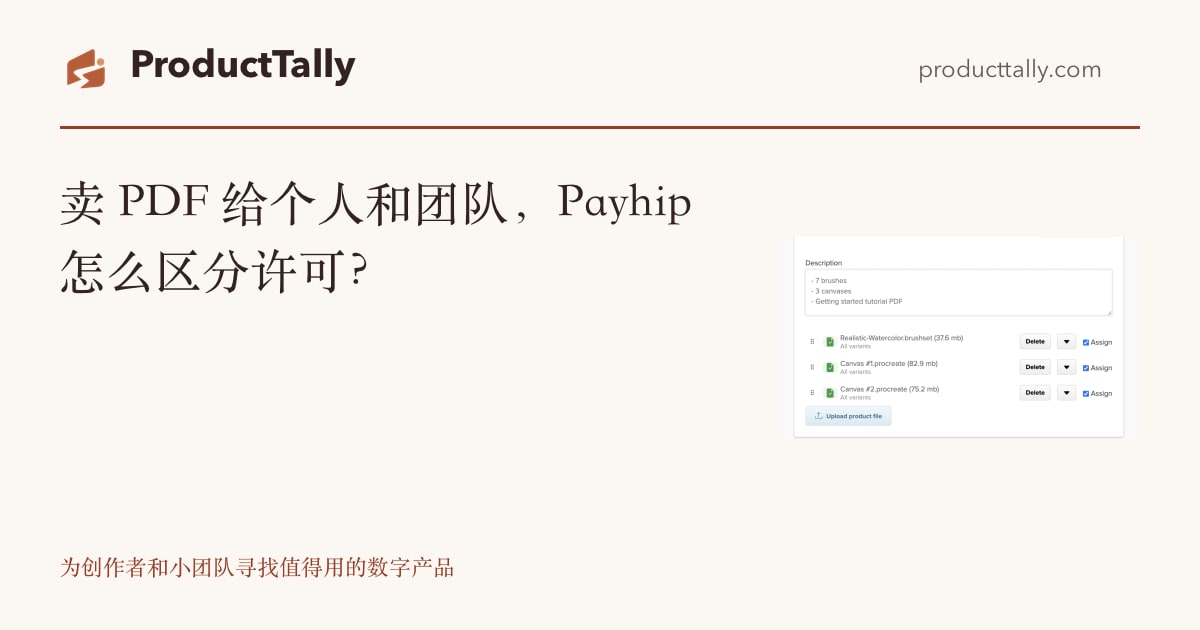 ProductTally
producttally.com
卖 PDF 给个人和团队，Payhip
怎么区分许可？
Description
- 7 brushes
- 3 canvases
- Getting started tutorial PDF
Realistic-Watercolor.brushset (37.6 mb)
All variants
Delete
Assign
Canvas #1.procreate (82.9 mb)
All variants
Delete
Assign
Canvas #2.procreate (75.2 mb)
All variants
Delete
Assign
Upload product file
为创作者和小团队寻找值得用的数字产品